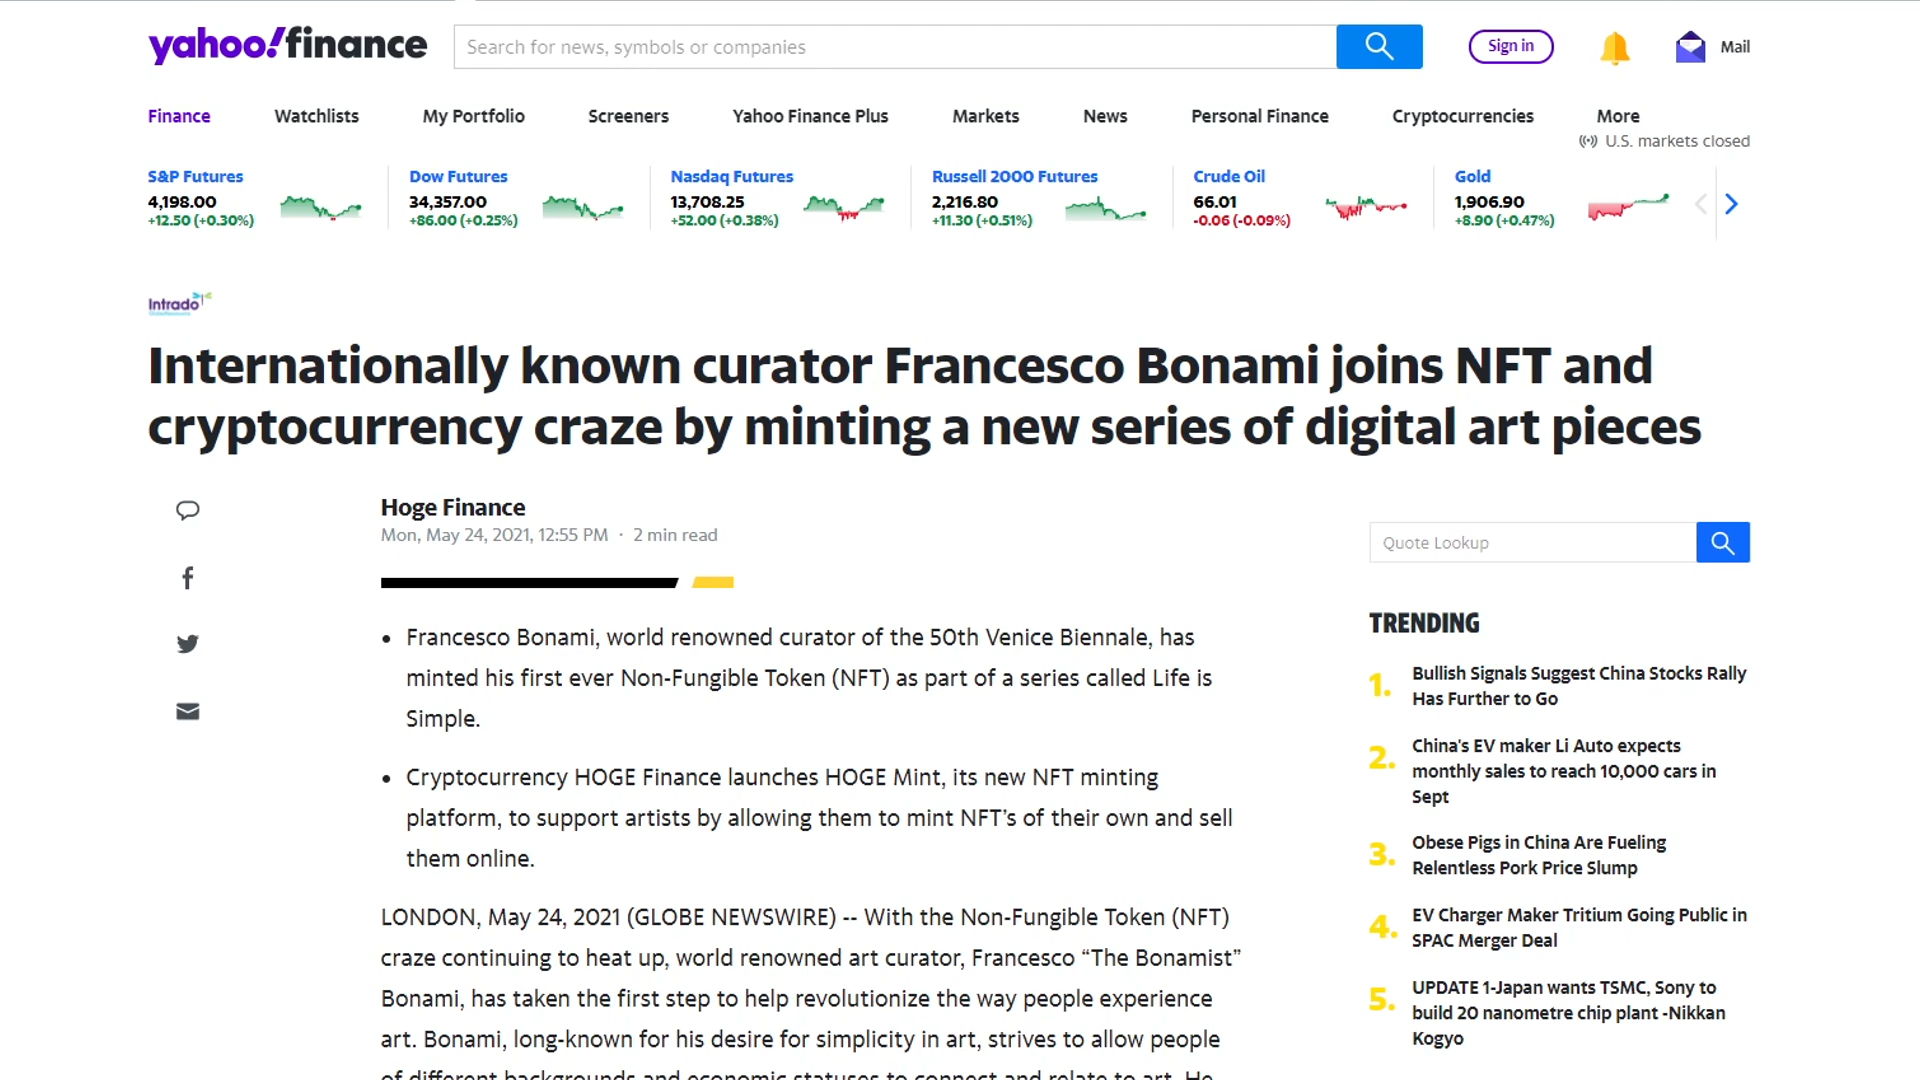 yahoo!finance
Search for news, symbols or companies
Sign in
Mail
Finance Watchlists My Portfolio Screeners Yahoo Finance Plus Markets News Personal Finance Cryptocurrencies More
U.S. markets closed
S&P Futures
4,198.00
+12.50 (+0.30%)
Dow Futures
34,357.00
+86.00 (+0.25%)
Nasdaq Futures
13,708.25
+52.00 (+0.38%)
Russell 2000 Futures
2,216.80
+11.30 (+0.51%)
Crude Oil
66.01
-0.06 (-0.09%)
Gold
1,906.90
+8.90 (+0.47%)
Intrado
Internationally known curator Francesco Bonami joins NFT and
cryptocurrency craze by minting a new series of digital art pieces
Hoge Finance
Mon, May 24, 2021, 12:55 PM · 2 min read
• Francesco Bonami, world renowned curator of the 50th Venice Biennale, has
minted his first ever Non-Fungible Token (NFT) as part of a series called Life is
Simple.
• Cryptocurrency HOGE Finance launches HOGE Mint, its new NFT minting
platform, to support artists by allowing them to mint NFT's of their own and sell
them online.
LONDON, May 24, 2021 (GLOBE NEWSWIRE) -- With the Non-Fungible Token (NFT)
craze continuing to heat up, world renowned art curator, Francesco “The Bonamist”
Bonami, has taken the first step to help revolutionize the way people experience
art. Bonami, long-known for his desire for simplicity in art, strives to allow people
of different backgrounds and economic statuses to connect and relate to art. He
Quote Lookup
TRENDING
1. Bullish Signals Suggest China Stocks Rally
Has Further to Go
2. China's EV maker Li Auto expects
monthly sales to reach 10,000 cars in
Sept
3. Obese Pigs in China Are Fueling
Relentless Pork Price Slump
4. EV Charger Maker Tritium Going Public in
SPAC Merger Deal
5. UPDATE 1-Japan wants TSMC, Sony to
build 20 nanometre chip plant -Nikkan
Kogyo